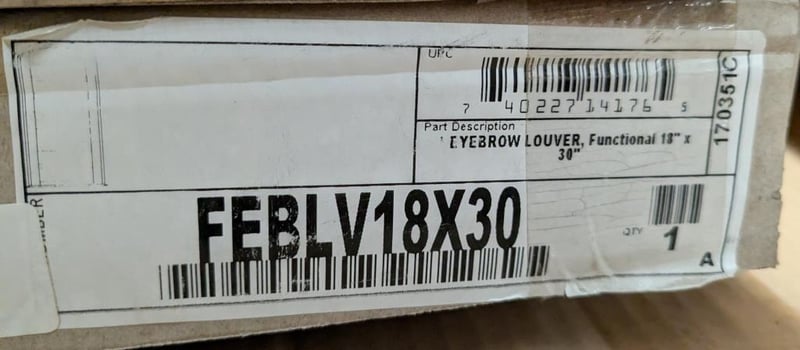 UPC
7 40227 14176 5
170351C
Part Description
EYEBROW LOUVER, Functional 18" x
30"
FEBLV18X30
QTY 1
A